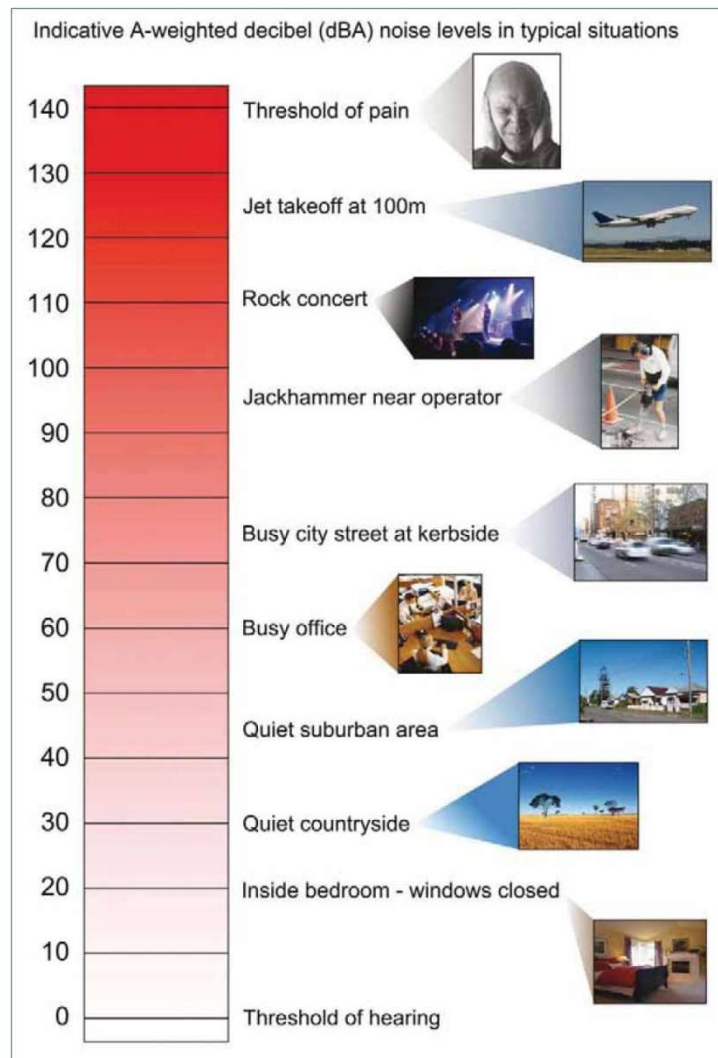 Indicative A-weighted decibel (dBA) noise levels in typical situations
140
Threshold of pain
130
Jet takeoff at 100m
120
110
Rock concert
100
Jackhammer near operator
90
80
Busy city street at kerbside
70
60
Busy office
50
Quiet suburban area
40
30
Quiet countryside
20
Inside bedroom - windows closed
10
0
Threshold of hearing